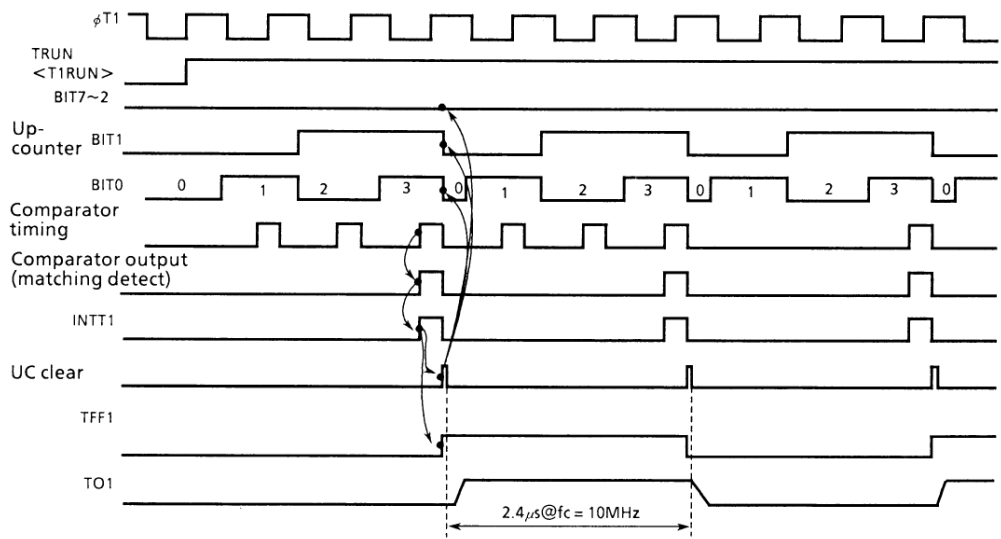 φT1
TRUN
<T1RUN>
BIT7~2
Up-
counter BIT1
BIT0 0 1 2 3 0 1 2 3 0 1 2 3 0
Comparator
timing
Comparator output
(matching detect)
INTT1
UC clear
TFF1
TO1
2.4μs@fc = 10MHz